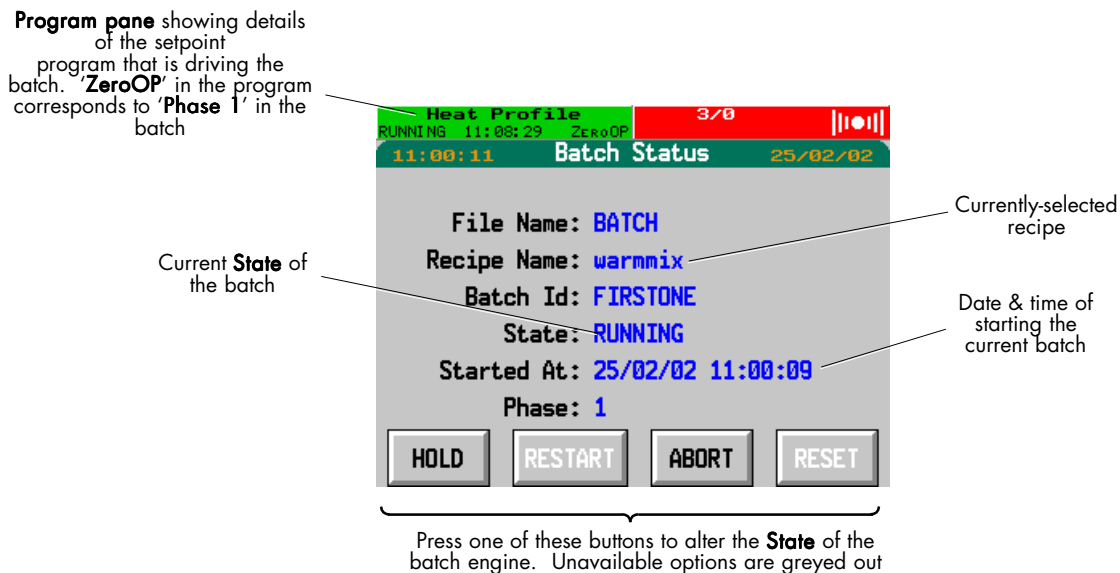 Program pane showing details
of the setpoint
program that is driving the
batch.  ‘ZeroOP’ in the program
corresponds to ‘Phase 1’ in the
batch
Heat Profile
RUNNING 11:08:29 ZEROOP
3/0
11:00:11 Batch Status 25/02/02
File Name: BATCH
Recipe Name: warmmix
Batch Id: FIRSTONE
State: RUNNING
Started At: 25/02/02 11:00:09
Phase: 1
HOLD RESTART ABORT RESET
Currently-selected
recipe
Current State of
the batch
Date & time of
starting the
current batch
Press one of these buttons to alter the State of the
batch engine.  Unavailable options are greyed out